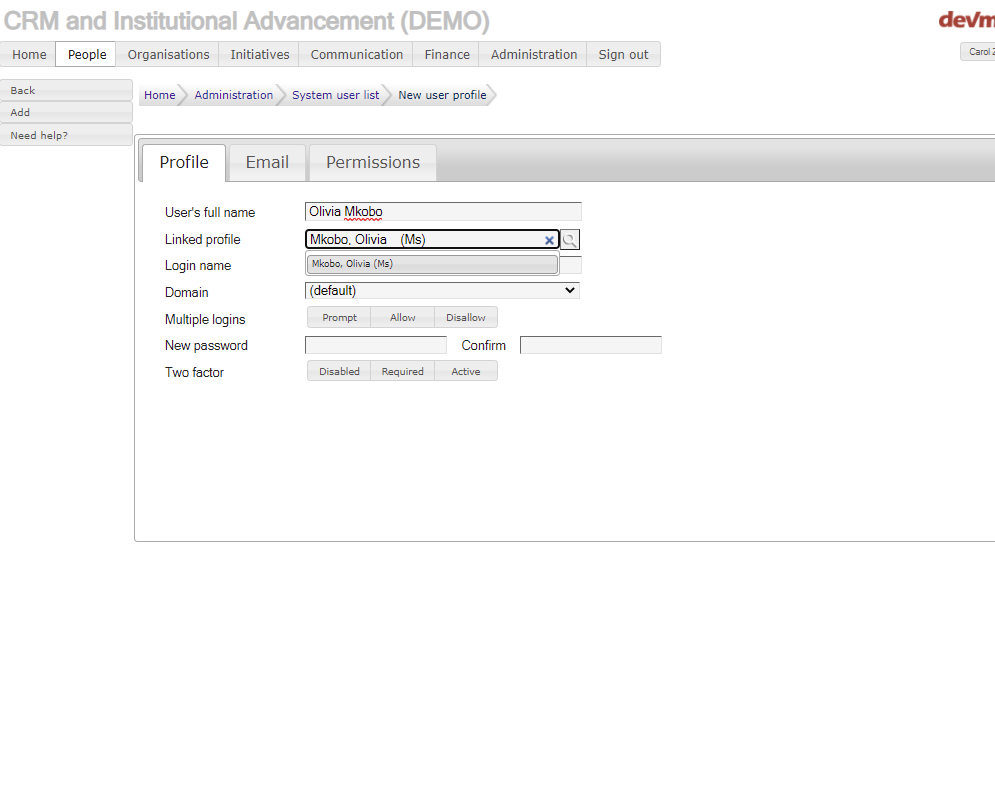 CRM and Institutional Advancement (DEMO)
devm
Home People Organisations Initiatives Communication Finance Administration Sign out
Carol
Back
Add
Need help?
Home Administration System user list New user profile
Profile Email Permissions
User's full name Olivia Mkobo
Linked profile Mkobo, Olivia (Ms)
Login name Mkobo, Olivia (Ms)
Domain (default)
Multiple logins Prompt Allow Disallow
New password Confirm
Two factor Disabled Required Active